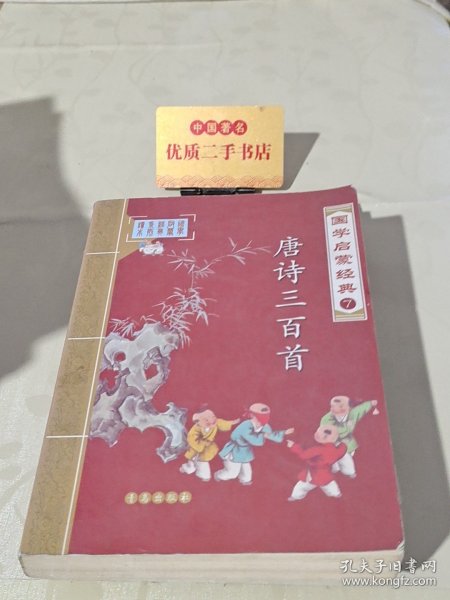 中国著名
优质二手书店
国学启蒙经典
7
唐诗三百首
青岛出版社
孔夫子旧书网
www.kongfz.com